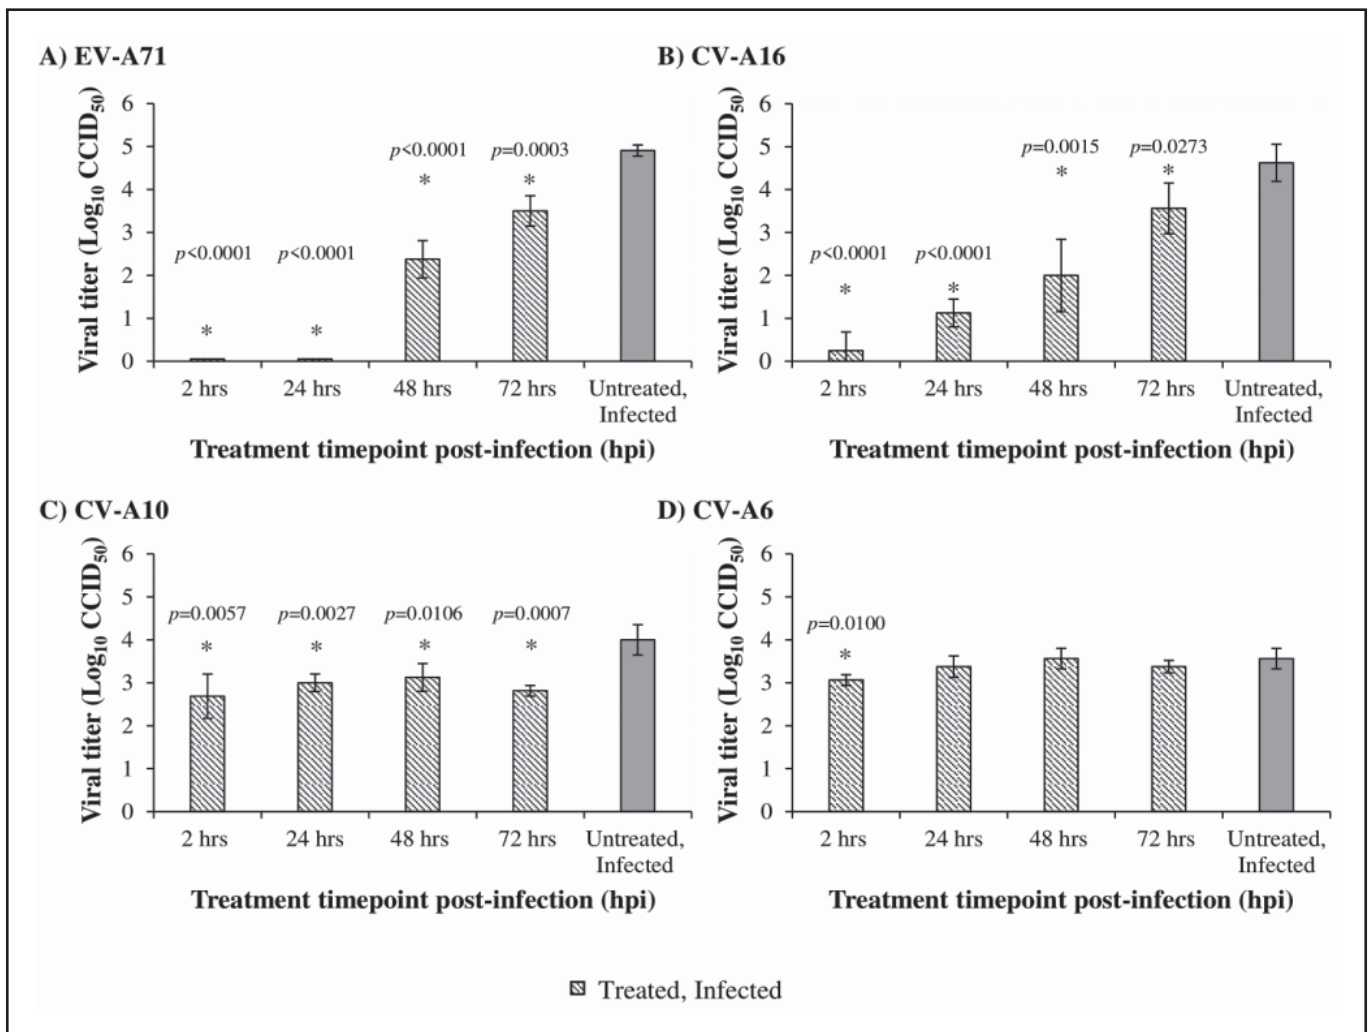 A) EV-A71
Viral titer (Log10 CCID50)
6
5
4
3
2
1
0
p<0.0001
*
p<0.0001
*
p<0.0001
*
p=0.0003
*
2 hrs 24 hrs 48 hrs 72 hrs Untreated,
Infected
Treatment timepoint post-infection (hpi)
B) CV-A16
Viral titer (Log10 CCID50)
6
5
4
3
2
1
0
p<0.0001
*
p<0.0001
*
p=0.0015
*
p=0.0273
*
2 hrs 24 hrs 48 hrs 72 hrs Untreated,
Infected
Treatment timepoint post-infection (hpi)
C) CV-A10
Viral titer (Log10 CCID50)
6
5
4
3
2
1
0
p=0.0057
*
p=0.0027
*
p=0.0106
*
p=0.0007
*
2 hrs 24 hrs 48 hrs 72 hrs Untreated,
Infected
Treatment timepoint post-infection (hpi)
D) CV-A6
Viral titer (Log10 CCID50)
6
5
4
3
2
1
0
p=0.0100
*
2 hrs 24 hrs 48 hrs 72 hrs Untreated,
Infected
Treatment timepoint post-infection (hpi)
Treated, Infected